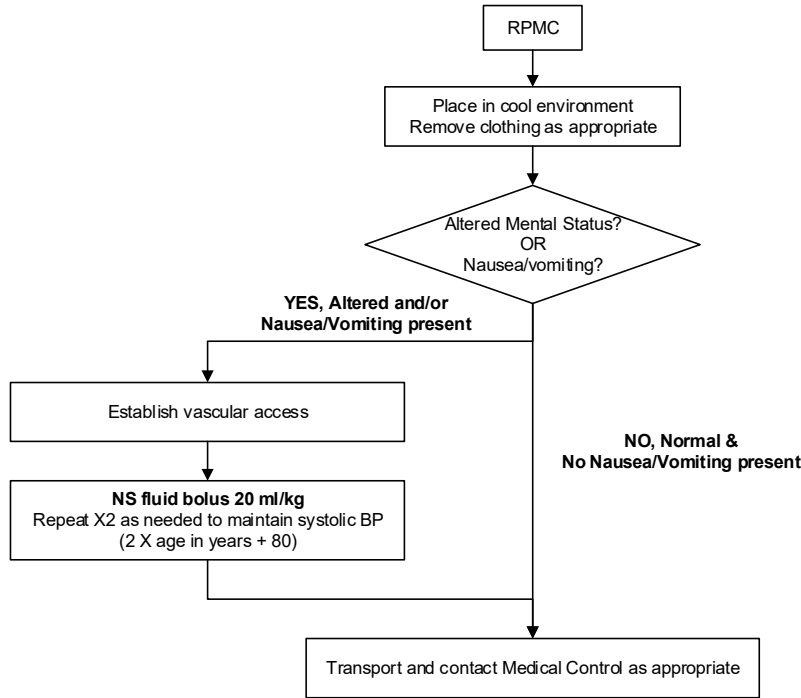 RPMC
Place in cool environment
Remove clothing as appropriate
Altered Mental Status?
OR
Nausea/vomiting?
YES, Altered and/or
Nausea/Vomiting present
Establish vascular access
NO, Normal &
No Nausea/Vomiting present
NS fluid bolus 20 ml/kg
Repeat X2 as needed to maintain systolic BP
(2 X age in years + 80)
Transport and contact Medical Control as appropriate